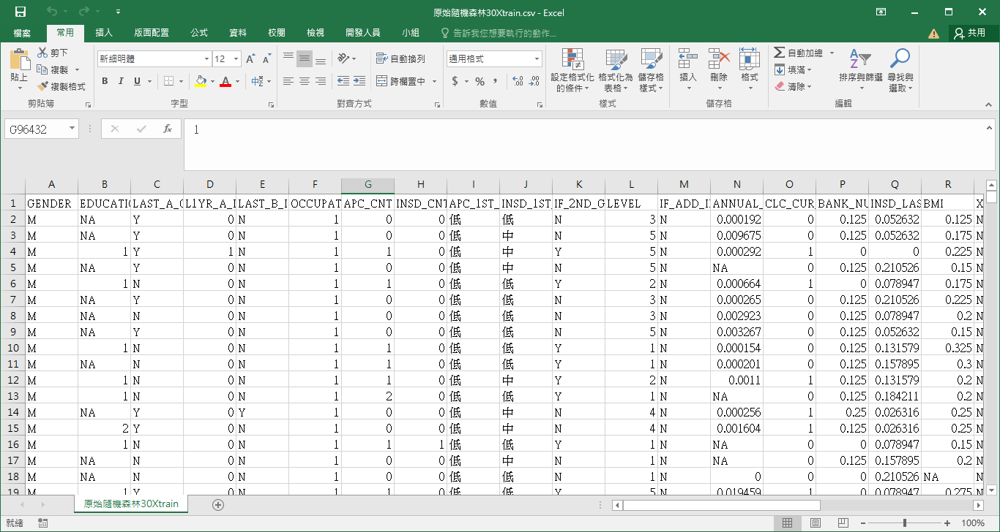 原始隨機森林30Xtrain.csv - Excel
檔案 常用 插入 版面配置 公式 資料 校閱 檢視 開發人員 小組 告訴我您想要執行的動作... 共用
貼上 剪下 複製 複製格式 剪貼簿
新細明體 12 B I U 字型
自動換列 跨欄置中 對齊方式
通用格式 $ % , 數值
設定格式化的條件 格式化為表格 儲存格樣式 樣式
插入 刪除 格式 儲存格
自動加總 填滿 清除 排序與篩選 尋找與選取 編輯
G96432 fx 1
A B C D E F G H I J K L M N O P Q R
1 GENDER EDUCATIO LAST_A_C L1YR_A_I LAST_B_I OCCUPAT APC_CNT INSD_CNT APC_1ST_ INSD_1ST_ IF_2ND_G LEVEL IF_ADD_I ANNUAL_ CLC_CUR BANK_NU INSD_LAS BMI X
2 M NA Y 0 N 1 0 0 低 低 N 3 N 0.000192 0 0.125 0.052632 0.125 N
3 M NA Y 0 N 1 0 0 低 中 N 5 N 0.009675 0 0.125 0.052632 0.175 N
4 M 1 Y 1 N 1 1 0 低 中 Y 5 N 0.000292 1 0 0 0.225 N
5 M NA Y 0 N 1 0 0 低 中 N 5 N NA 0 0.125 0.210526 0.15 N
6 M 1 N 0 N 1 1 0 低 低 Y 2 N 0.000664 1 0 0.078947 0.175 N
7 M NA Y 0 N 1 0 0 低 低 N 3 N 0.000265 0 0.125 0.210526 0.225 N
8 M NA N 0 N 1 0 0 低 低 N 3 N 0.002923 0 0.125 0.078947 0.2 N
9 M NA Y 0 N 1 0 0 低 低 N 5 N 0.003267 0 0.125 0.052632 0.15 N
10 M 1 N 0 N 1 1 0 低 低 Y 1 N 0.000154 0 0.125 0.131579 0.325 N
11 M NA N 0 N 1 1 0 低 低 Y 1 N 0.000201 0 0.125 0.157895 0.3 N
12 M 1 N 0 N 1 1 0 低 中 Y 2 N 0.0011 1 0.125 0.131579 0.2 N
13 M 1 N 0 N 1 2 0 低 低 Y 1 N NA 0 0.125 0.184211 0.2 N
14 M NA Y 0 Y 1 0 0 低 中 N 4 N 0.000256 1 0.25 0.026316 0.25 N
15 M 2 Y 0 N 1 0 0 低 中 N 4 N 0.001604 1 0.125 0.026316 0.25 N
16 M 1 N 0 N 1 1 1 低 低 Y 1 N NA 0 0 0.078947 0.15 N
17 M NA N 0 N 1 0 0 低 中 N 1 N NA 0 0.125 0.157895 0.2 N
18 M NA N 0 N 1 0 0 低 低 N 1 N 0 0 0 0.210526 NA N
19 M 1 Y 0 N 1 1 0 低 低 Y 5 N 0.019459 1 0 0.078947 0.275 N
原始隨機森林30Xtrain
就緒 100%